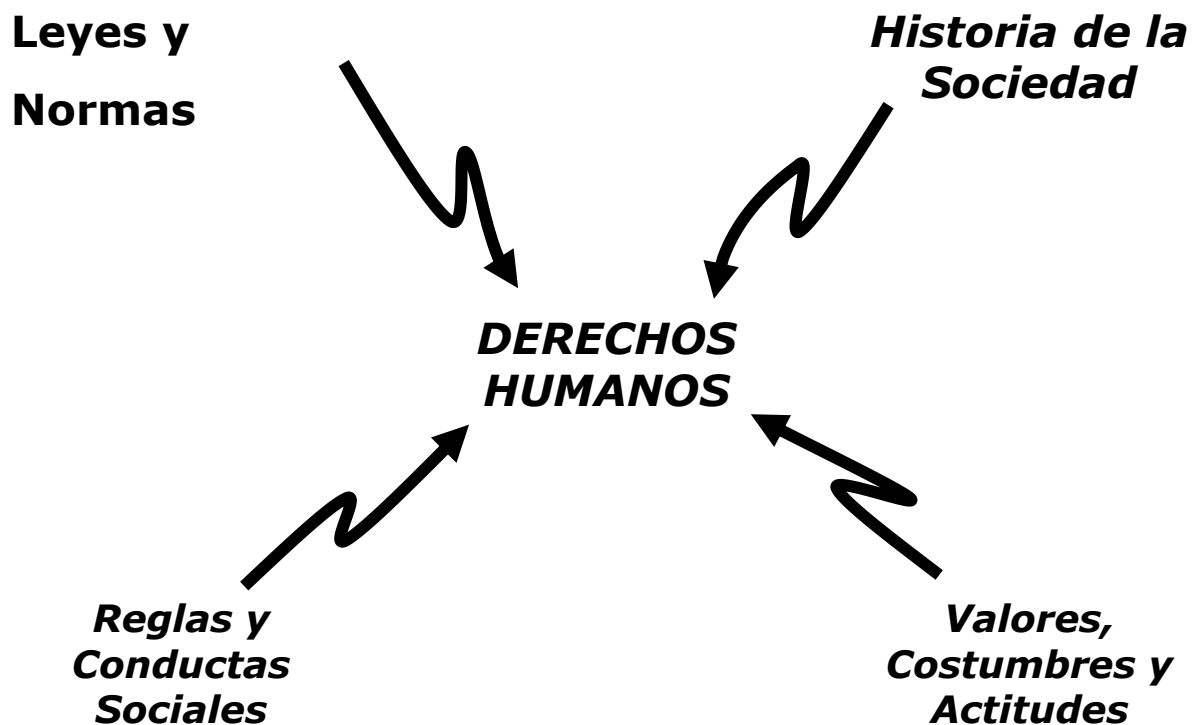 Leyes y
Normas
Historia de la
Sociedad
DERECHOS
HUMANOS
Reglas y
Conductas
Sociales
Valores,
Costumbres y
Actitudes